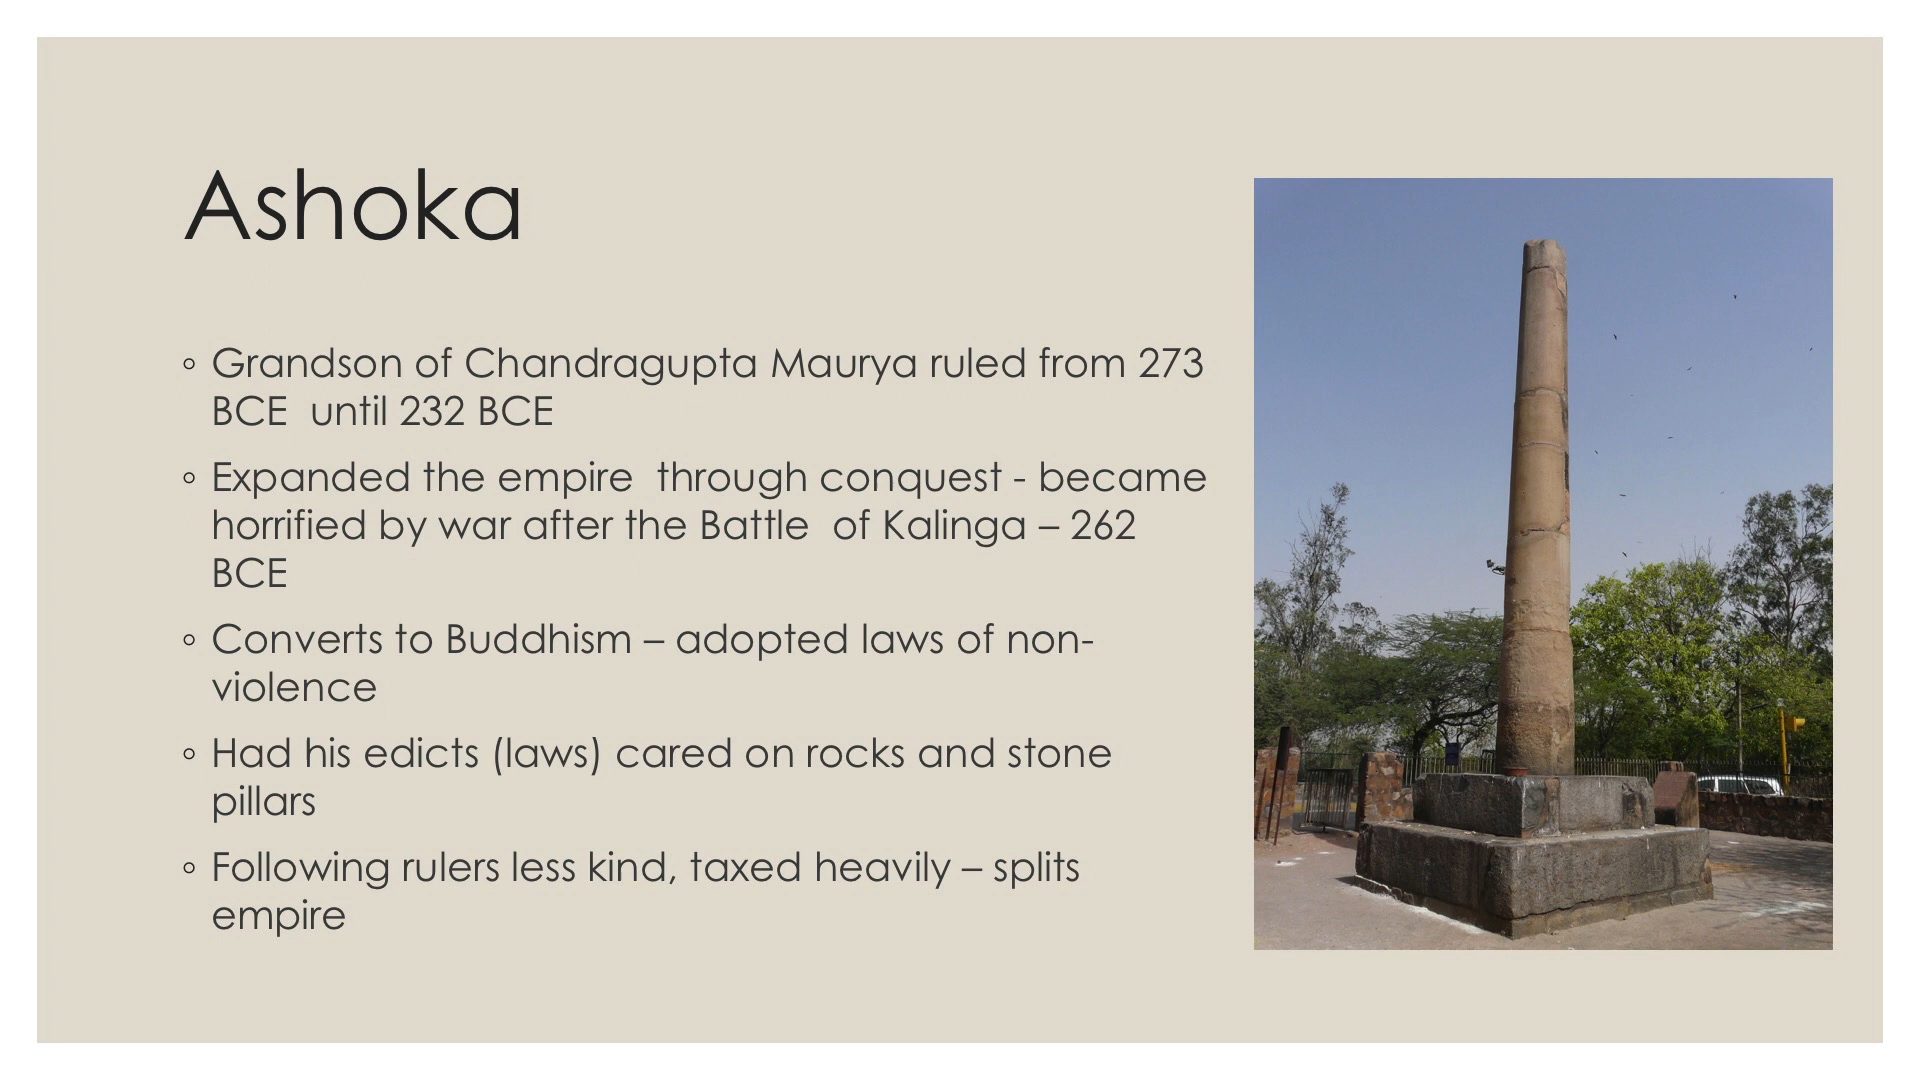 Ashoka
◦ Grandson of Chandragupta Maurya ruled from 273
BCE  until 232 BCE
◦ Expanded the empire  through conquest - became
horrified by war after the Battle  of Kalinga – 262
BCE
◦ Converts to Buddhism – adopted laws of non-
violence
◦ Had his edicts (laws) cared on rocks and stone
pillars
◦ Following rulers less kind, taxed heavily – splits
empire